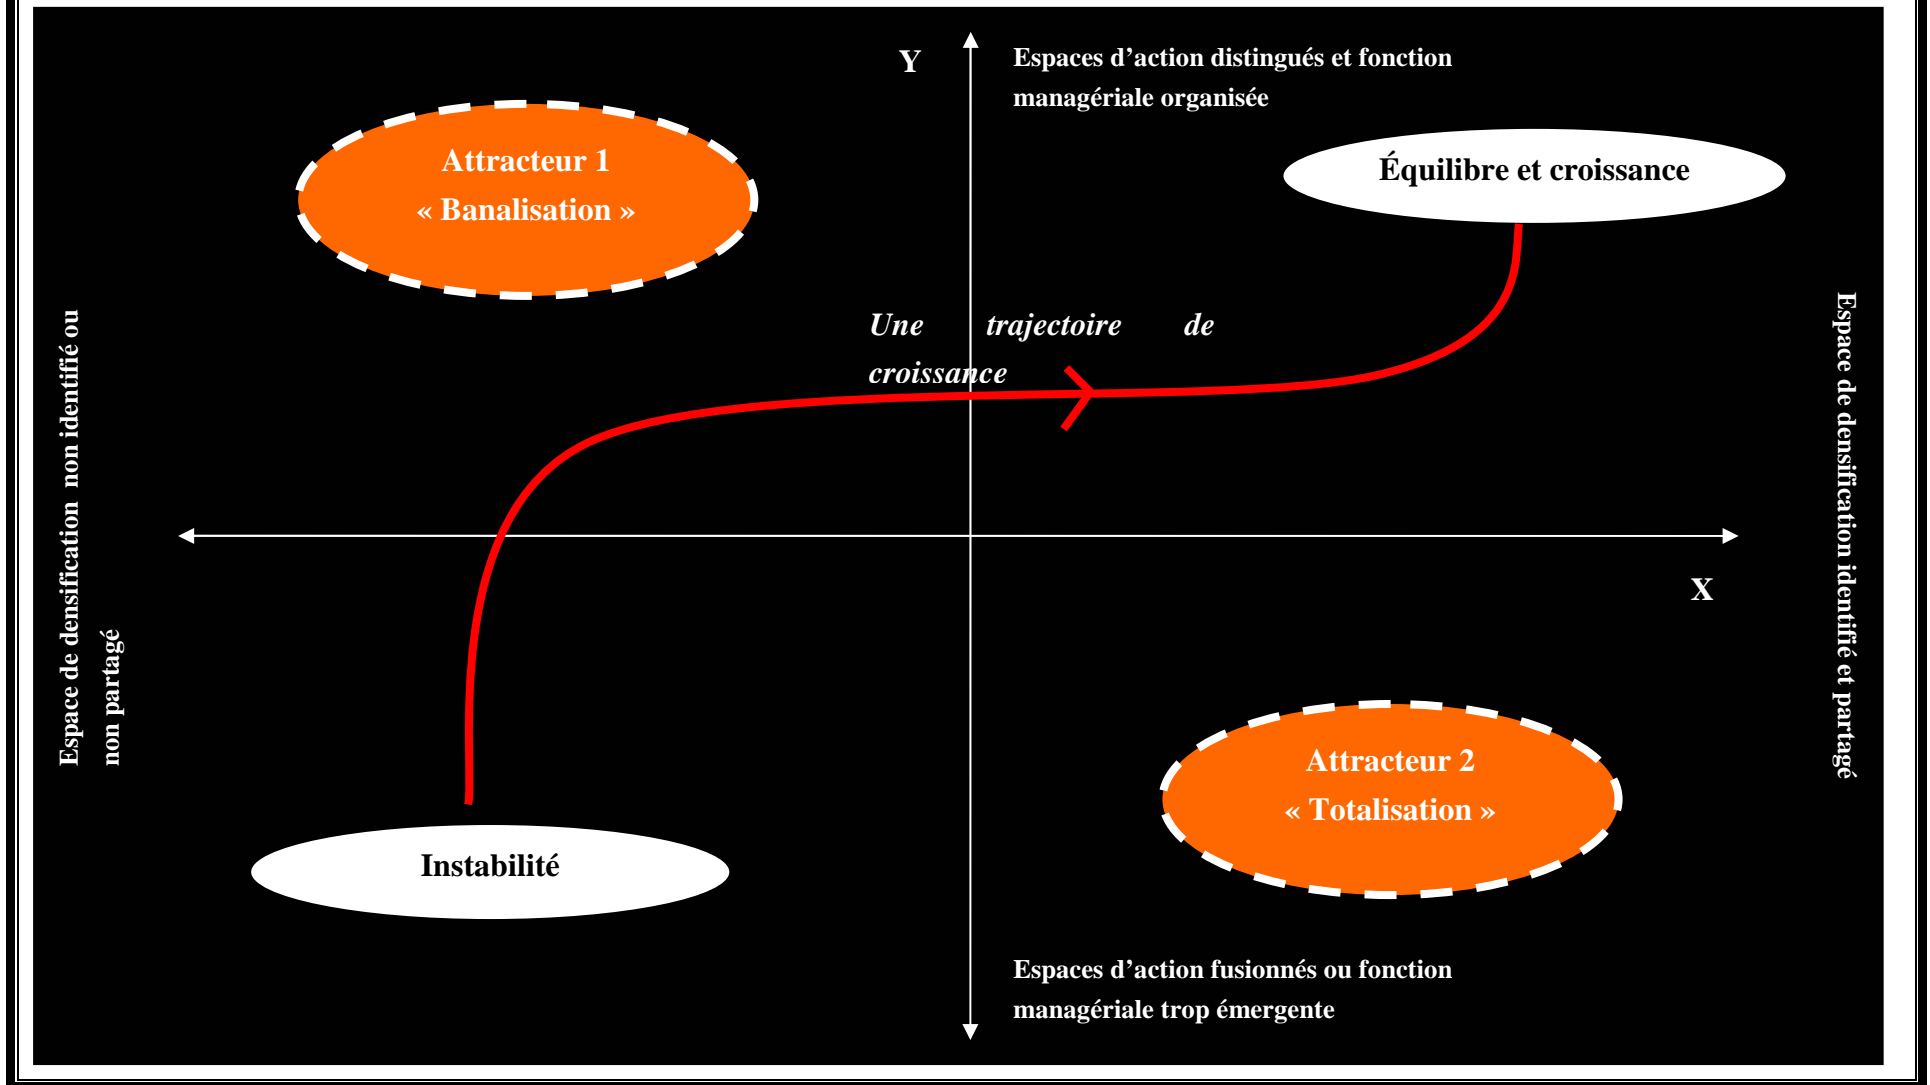 Y
Espaces d’action distingués et fonction
managériale organisée
Attracteur 1
« Banalisation »
Équilibre et croissance
Une trajectoire de
croissance
Espace de densification non identifié ou
non partagé
Espace de densification identifié et partagé
X
Attracteur 2
« Totalisation »
Instabilité
Espaces d’action fusionnés ou fonction
managériale trop émergente